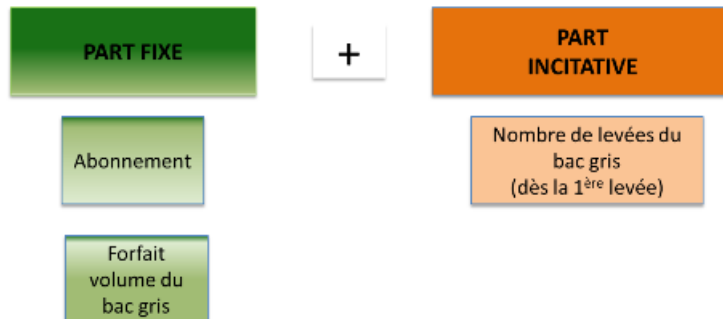 PART FIXE
+
PART
INCITATIVE
Abonnement
Nombre de levées du
bac gris
(dès la 1ère levée)
Forfait
volume du
bac gris